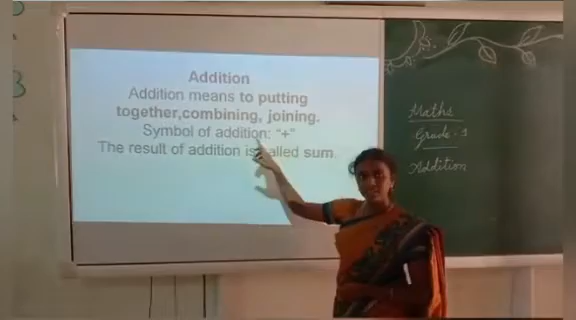 Addition
Addition means to putting
together,combining, joining.
Symbol of addition: "+"
The result of addition is called sum
Maths
Grade - 1
Addition